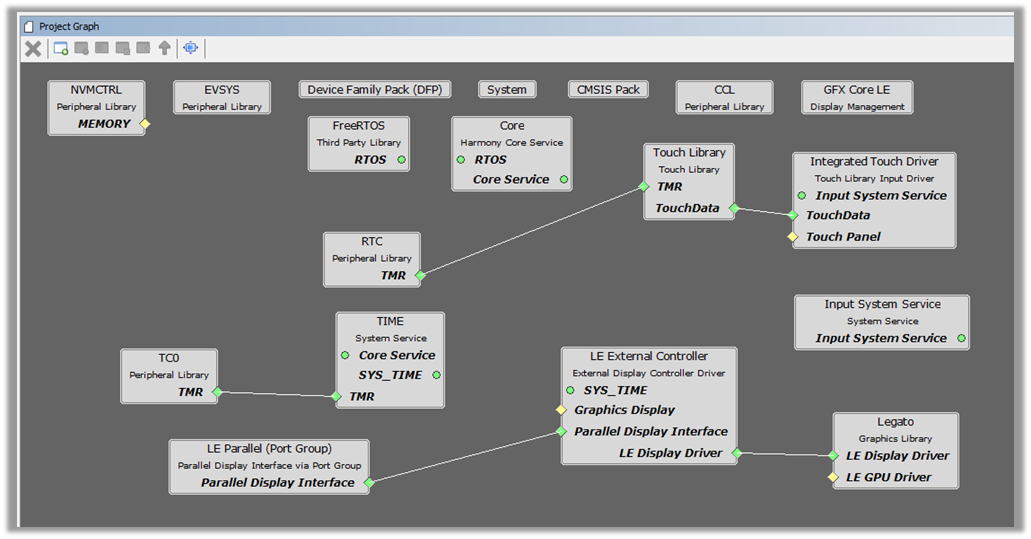 Project Graph
NVMCTRL
Peripheral Library
MEMORY
EVSYS
Peripheral Library
Device Family Pack (DFP)
System
CMSIS Pack
CCL
Peripheral Library
GFX Core LE
Display Management
FreeRTOS
Third Party Library
RTOS
Core
Harmony Core Service
RTOS
Core Service
Touch Library
Touch Library
TMR
TouchData
Integrated Touch Driver
Touch Library Input Driver
Input System Service
TouchData
Touch Panel
RTC
Peripheral Library
TMR
Input System Service
System Service
Input System Service
TIME
System Service
Core Service
SYS_TIME
TMR
TC0
Peripheral Library
TMR
LE External Controller
External Display Controller Driver
SYS_TIME
Graphics Display
Parallel Display Interface
LE Display Driver
Legato
Graphics Library
LE Display Driver
LE GPU Driver
LE Parallel (Port Group)
Parallel Display Interface via Port Group
Parallel Display Interface